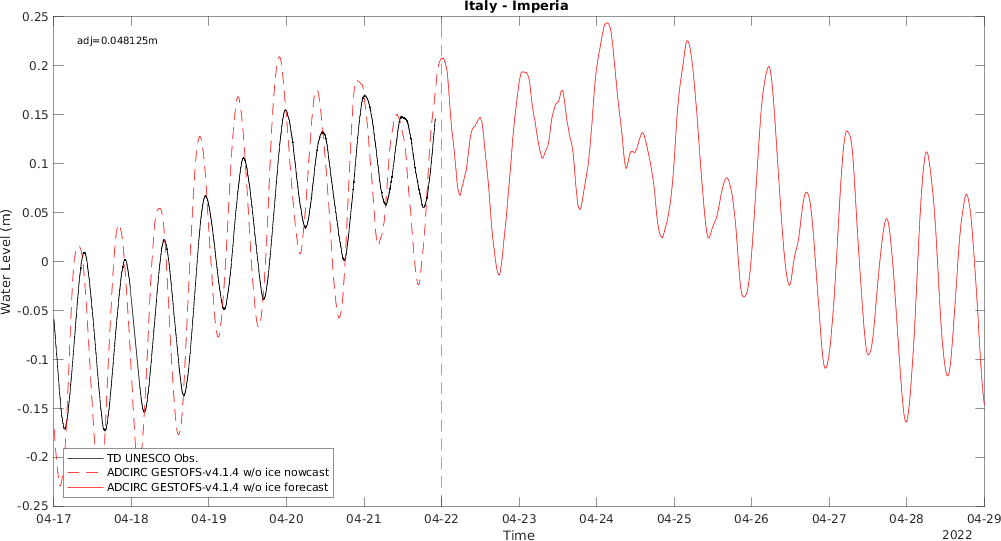 Italy - Imperia
adj=0.048125m
0.25
0.2
0.15
0.1
0.05
0
-0.05
-0.1
-0.15
-0.2
-0.25
Water Level (m)
TD UNESCO Obs.
ADCIRC GESTOFS-v4.1.4 w/o ice nowcast
ADCIRC GESTOFS-v4.1.4 w/o ice forecast
04-17 04-18 04-19 04-20 04-21 04-22 04-23 04-24 04-25 04-26 04-27 04-28 04-29
Time
2022